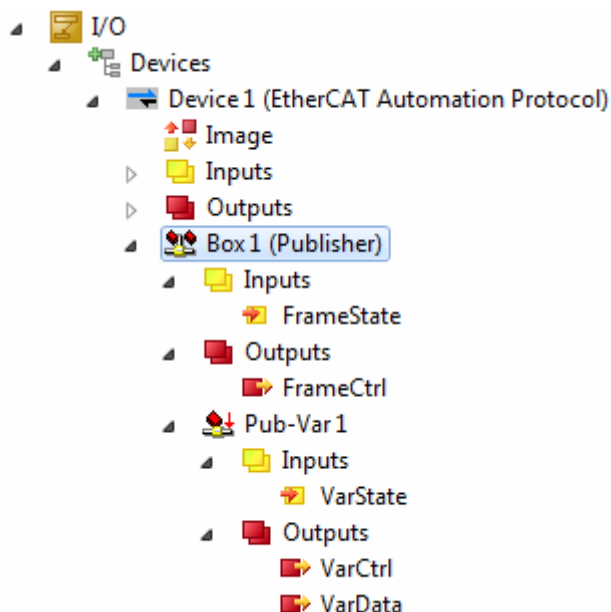 I/O
Devices
Device 1 (EtherCAT Automation Protocol)
Image
Inputs
Outputs
Box 1 (Publisher)
Inputs
FrameState
Outputs
FrameCtrl
Pub-Var 1
Inputs
VarState
Outputs
VarCtrl
VarData